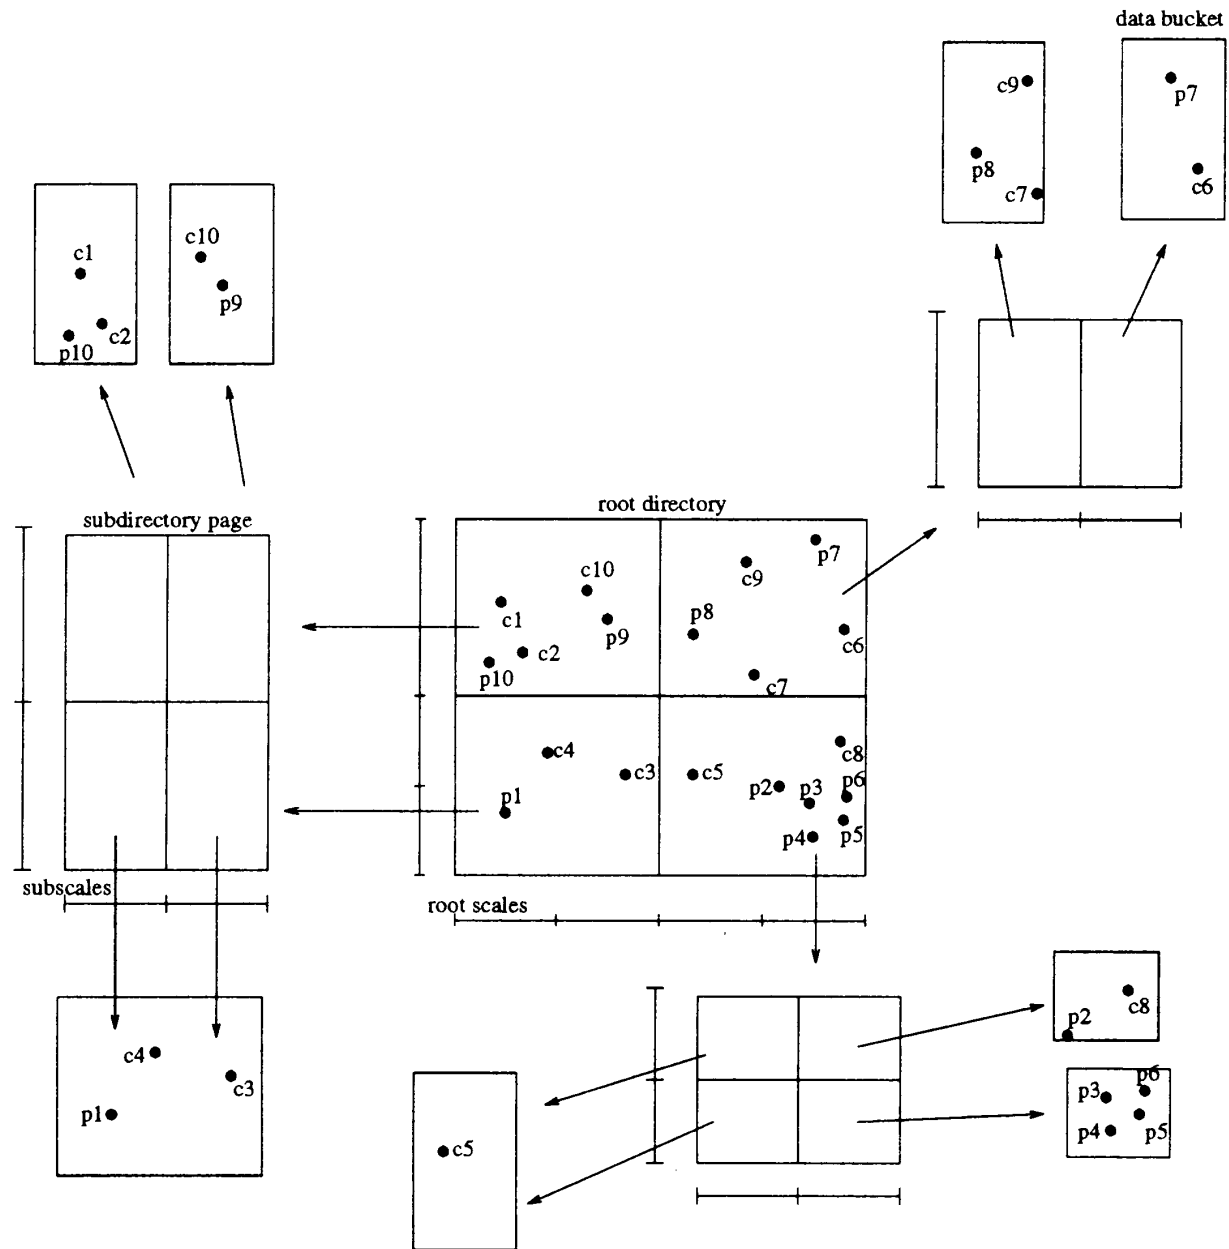 data bucket
c9
p8
c7
p7
c6
c1
c2
p10
c10
p9
subdirectory page
root directory
c10
c1
p9
c2
p10
p7
c9
p8
c6
c7
c4
c3
p1
c5
c8
p2
p3
p6
p4
p5
subscales
root scales
c4
c3
p1
c5
p2
c8
p3
p6
p4
p5